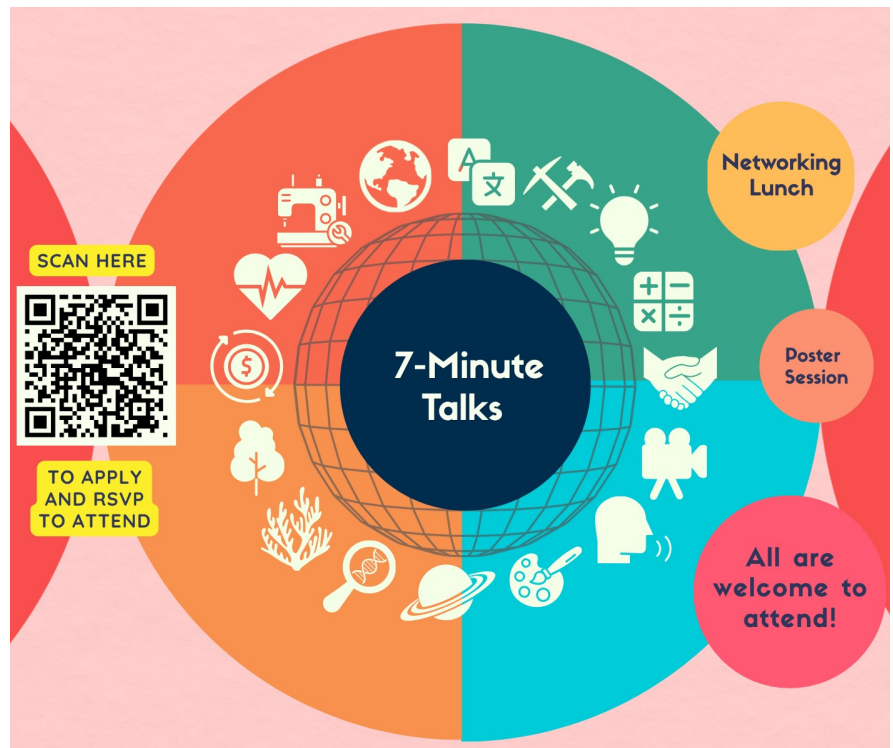 SCAN HERE
TO APPLY
AND RSVP
TO ATTEND
A
文
7-Minute
Talks
Networking
Lunch
Poster
Session
All are
welcome to
attend!